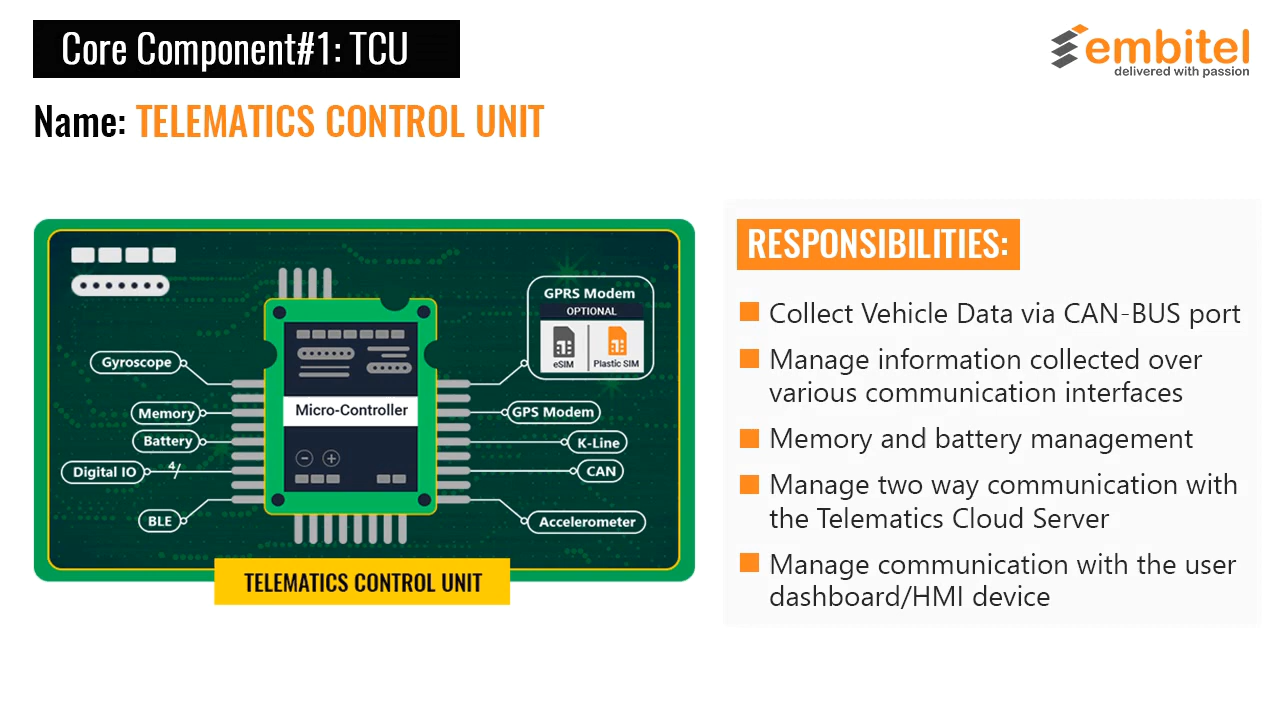 Core Component#1: TCU
embitel
delivered with passion
Name: TELEMATICS CONTROL UNIT
GPRS Modem
OPTIONAL
eSIM
Plastic SIM
Gyroscope
Memory
Battery
Digital IO
4/
BLE
Micro-Controller
GPS Modem
K-Line
CAN
Accelerometer
TELEMATICS CONTROL UNIT
RESPONSIBILITIES:
Collect Vehicle Data via CAN-BUS port
Manage information collected over
various communication interfaces
Memory and battery management
Manage two way communication with
the Telematics Cloud Server
Manage communication with the user
dashboard/HMI device